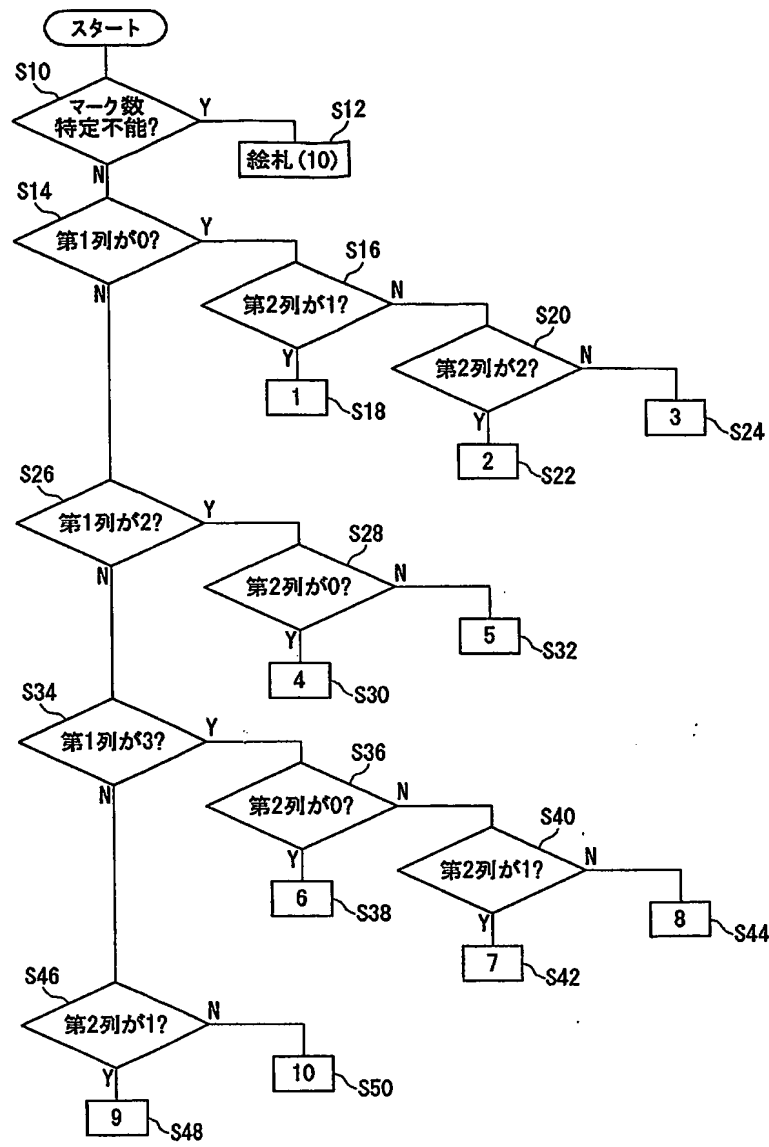 スタート
S10
マーク数
特定不能?
Y
S12
絵札(10)
N
S14
第1列が0?
Y
S16
N
第2列が1?
N
S20
Y
1
S18
第2列が2?
N
Y
3
S24
2
S22
S26
第1列が2?
Y
S28
N
第2列が0?
N
Y
5
S32
4
S30
S34
第1列が3?
Y
S36
N
第2列が0?
N
S40
Y
6
S38
第2列が1?
N
Y
8
S44
7
S42
S46
第2列が1?
N
Y
10
S50
9
S48